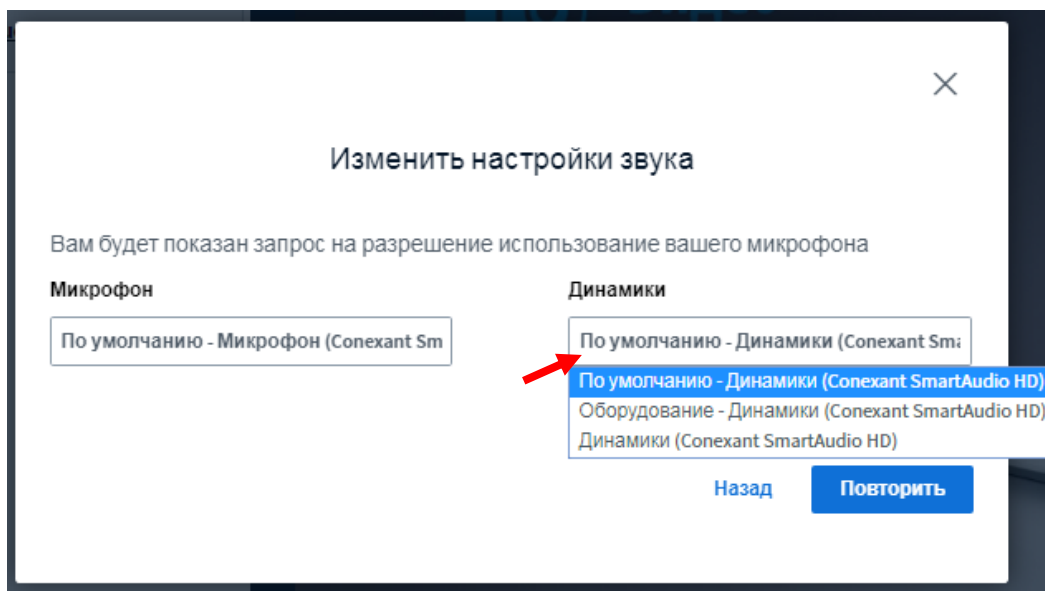 Изменить настройки звука
Вам будет показан запрос на разрешение использование вашего микрофона
Микрофон
Динамики
По умолчанию - Микрофон (Conexant Sm
По умолчанию - Динамики (Conexant Sma
По умолчанию - Динамики (Conexant SmartAudio HD)
Оборудование - Динамики (Conexant SmartAudio HD)
Динамики (Conexant SmartAudio HD)
Назад
Повторить